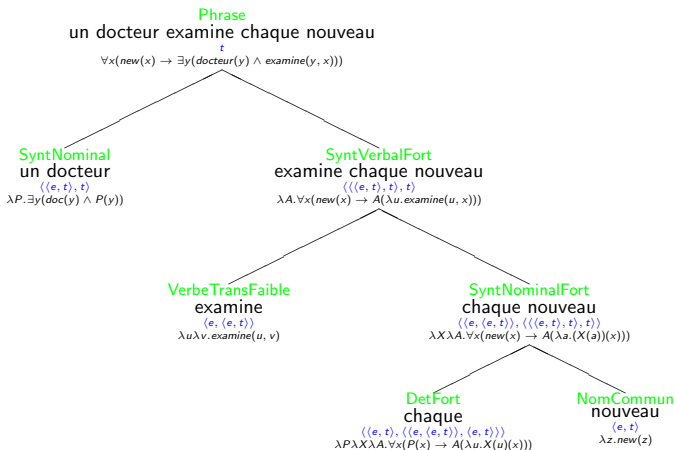 Phrase
un docteur examine chaque nouveau
t
∀x(new(x) → ∃y(docteur(y) ∧ examine(y, x)))
SyntNominal
un docteur
⟨⟨e, t⟩, t⟩
λP.∃y(doc(y) ∧ P(y))
SyntVerbalFort
examine chaque nouveau
⟨⟨⟨e, t⟩, t⟩, t⟩
λA.∀x(new(x) → A(λu.examine(u, x)))
VerbeTransFaible
examine
⟨e, ⟨e, t⟩⟩
λuλv.examine(u, v)
SyntNominalFort
chaque nouveau
⟨⟨e, ⟨e, t⟩⟩, ⟨⟨⟨e, t⟩, t⟩, t⟩⟩
λXλA.∀x(new(x) → A(λa.(X(a))(x)))
DetFort
chaque
⟨⟨e, t⟩, ⟨⟨e, ⟨e, t⟩⟩, ⟨e, t⟩⟩⟩
λPλXλA.∀x(P(x) → A(λu.X(u)(x)))
NomCommun
nouveau
⟨e, t⟩
λz.new(z)